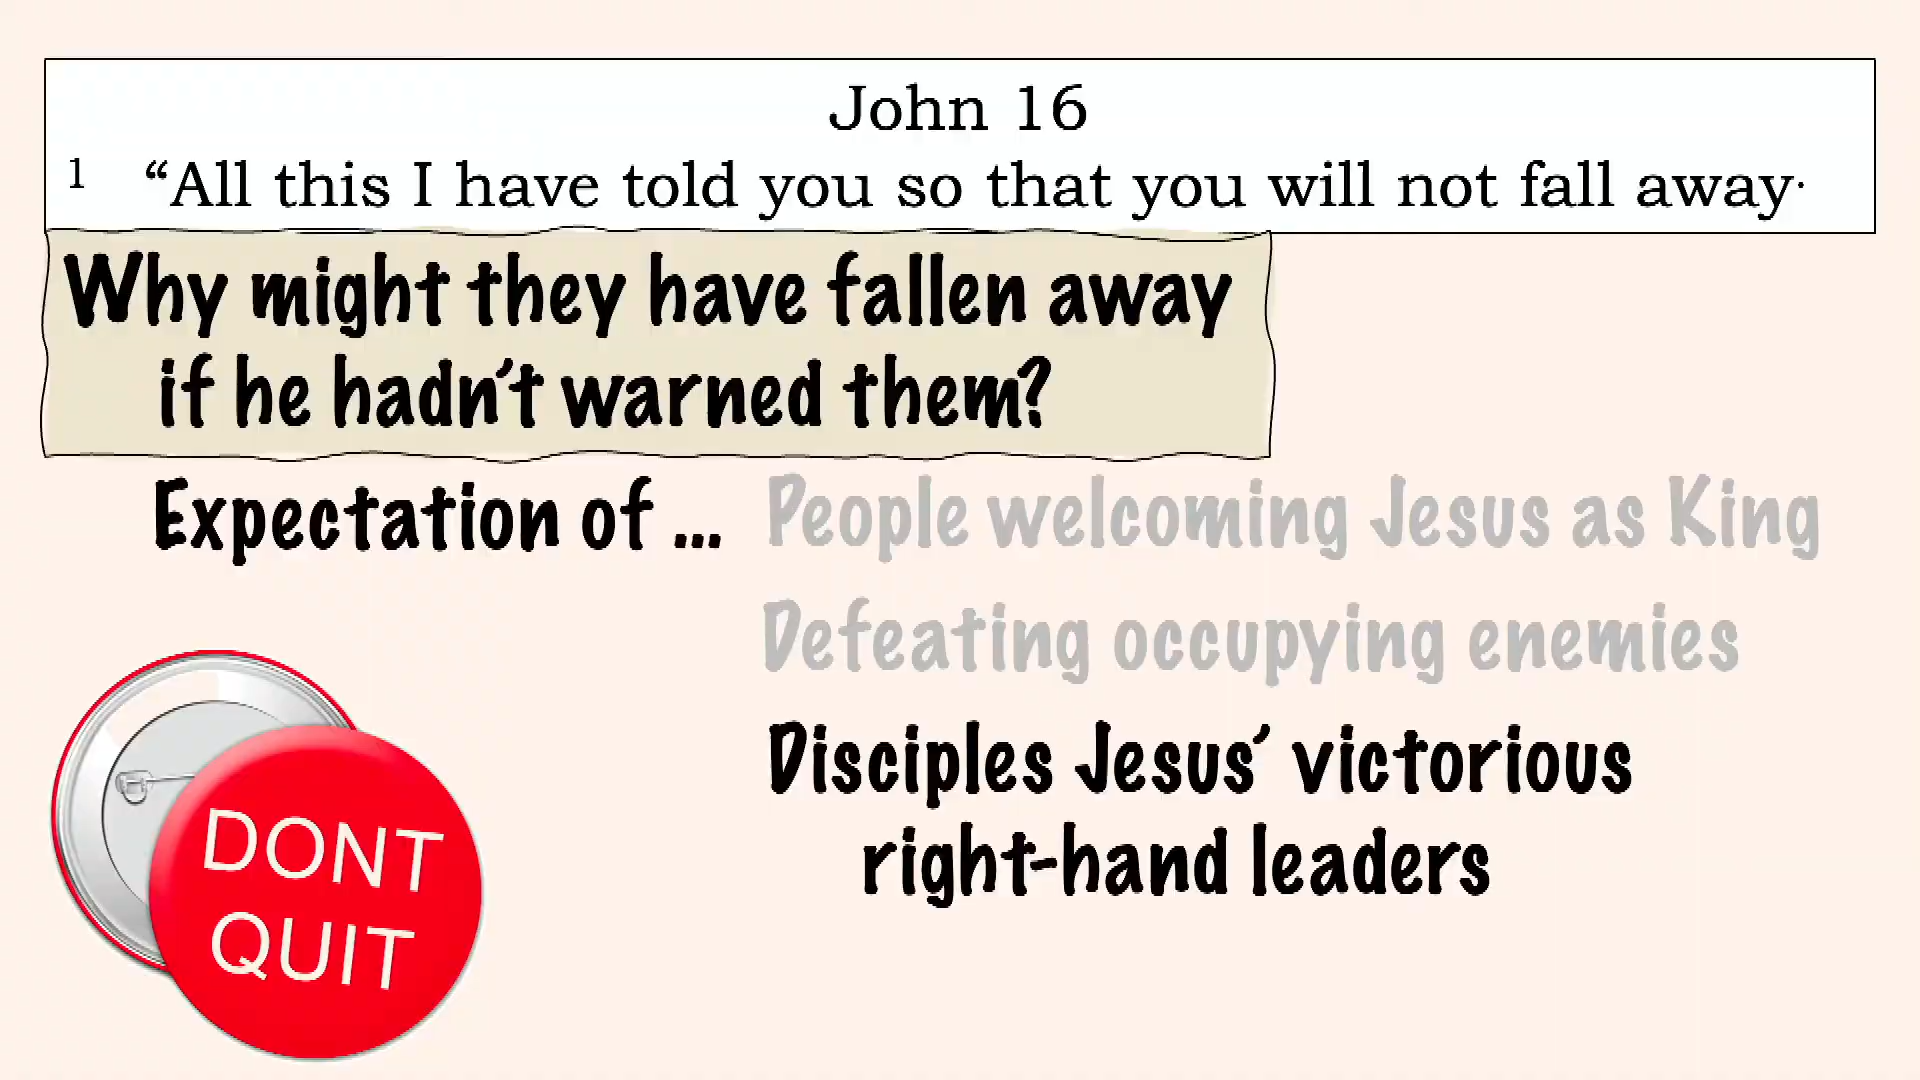 John 16
1 “All this I have told you so that you will not fall away.
Why might they have fallen away
if he hadn’t warned them?
Expectation of ... People welcoming Jesus as King
Defeating occupying enemies
Disciples Jesus’ victorious
right-hand leaders
DONT
QUIT